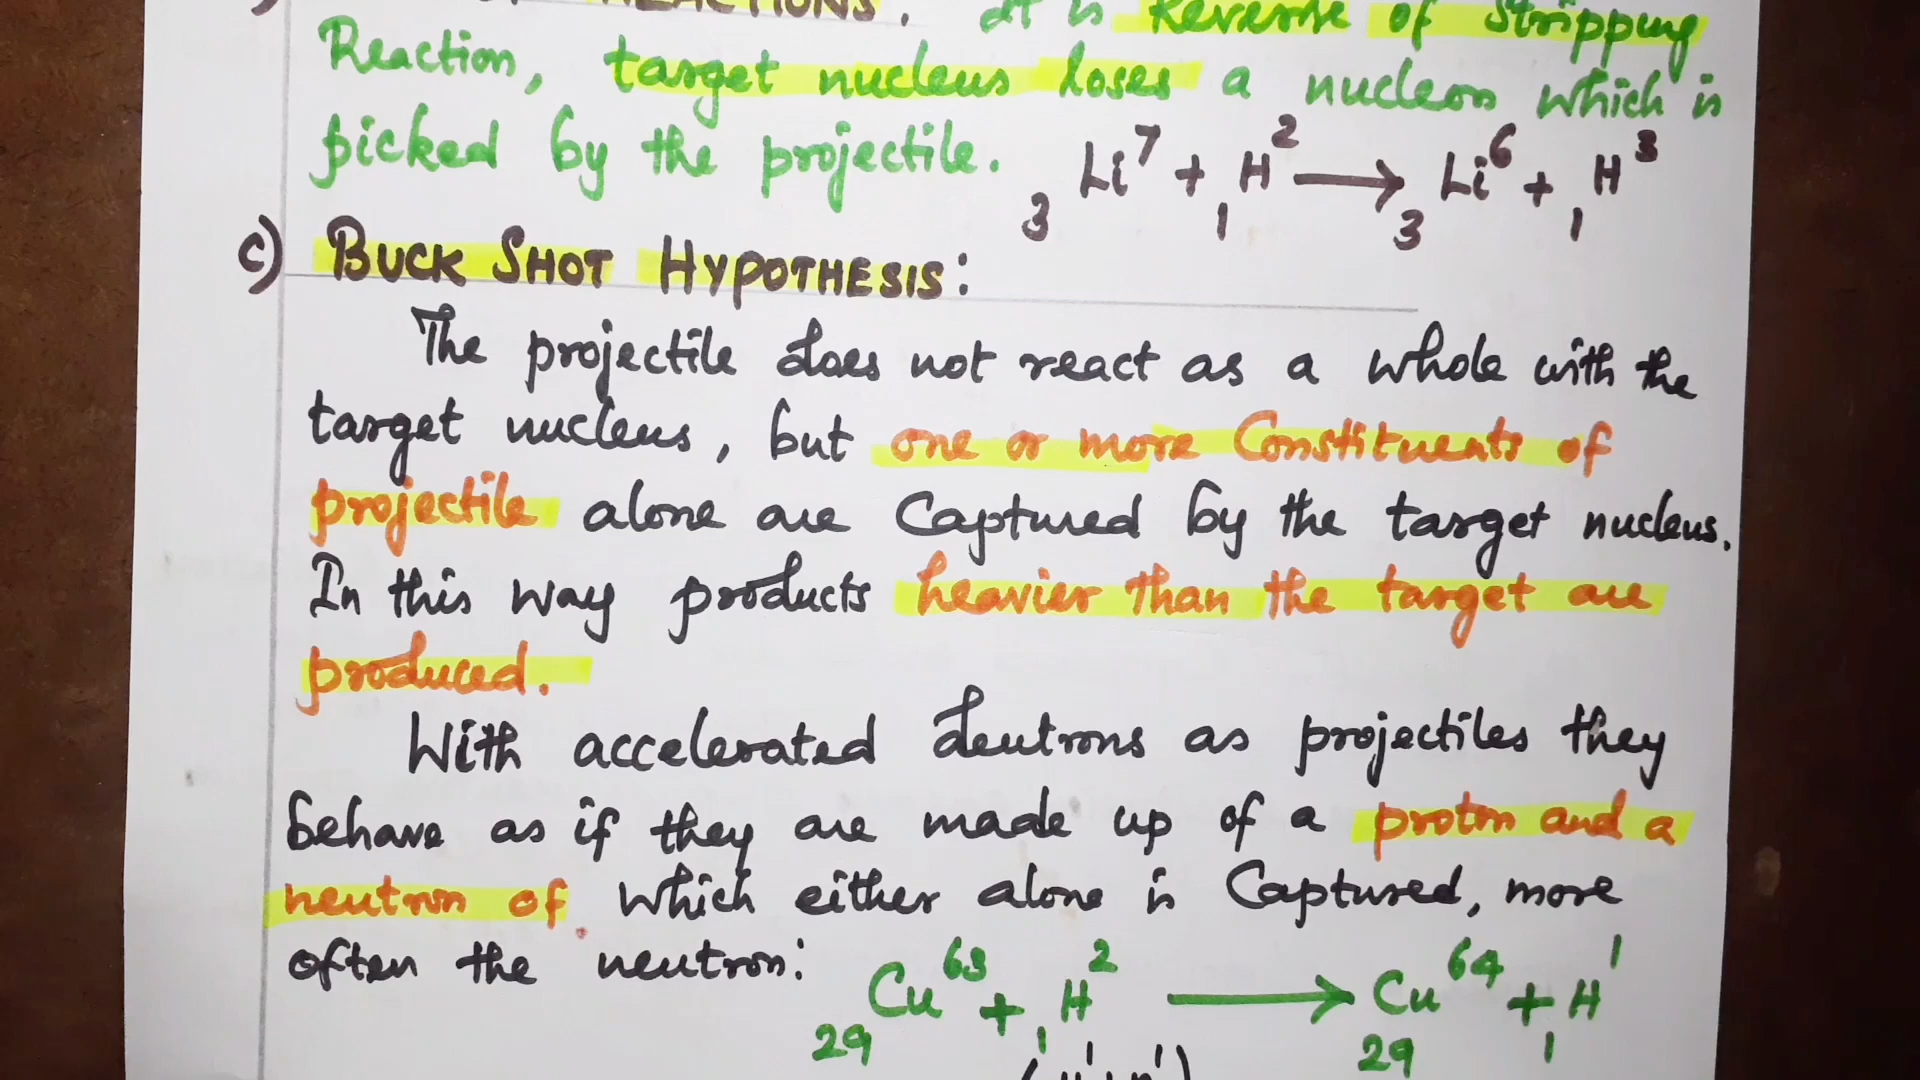 REACTIONS. It is Reverse of Stripping
Reaction, target nucleus loses a nucleon which is
picked by the projectile. ₃Li⁷ + ₁H² → ₃Li⁶ + ₁H³
c) BUCK SHOT HYPOTHESIS:
The projectile does not react as a whole with the
target nucleus, but one or more Constituents of
projectile alone are Captured by the target nucleus.
In this way products heavier than the target are
produced.
With accelerated deutrons as projectiles they
behave as if they are made up of a proton and a
neutron of which either alone is Captured, more
often the neutron: ₂₉Cu⁶³ + ₁H² → ₂₉Cu⁶⁴ + ₁H¹